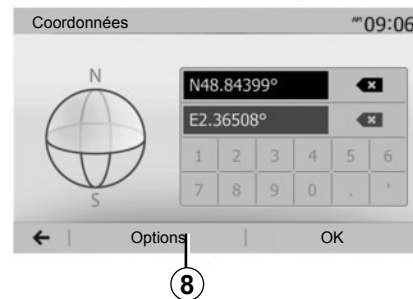 Coordonnées AM 09:06
N
S
N48.84399°
E2.36508°
1 2 3 4 5 6
7 8 9 0 . '
Options OK
8